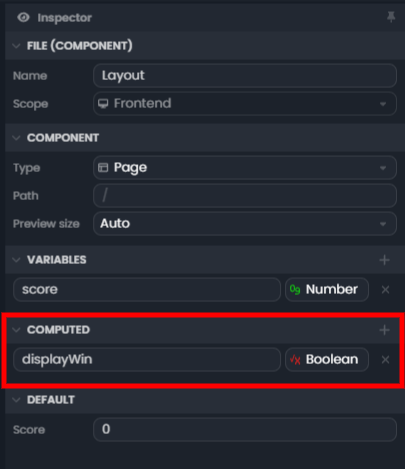 Inspector
FILE (COMPONENT)
Name Layout
Scope Frontend
COMPONENT
Type Page
Path /
Preview size Auto
VARIABLES +
score 09 Number ×
COMPUTED +
displayWin √x Boolean ×
DEFAULT
Score 0